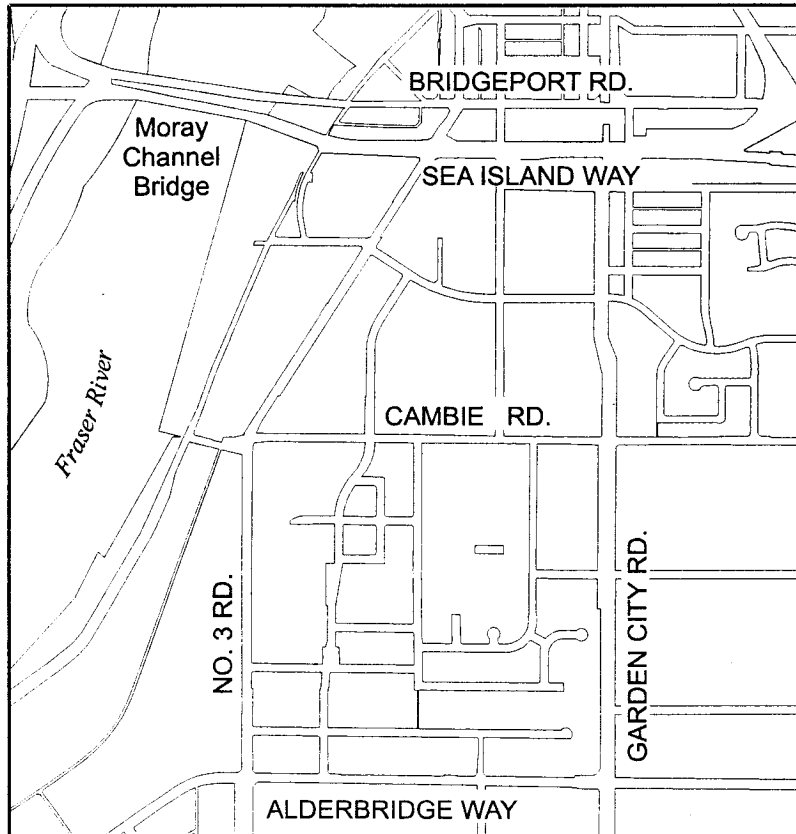 BRIDGEPORT RD.
Moray
Channel
Bridge
SEA ISLAND WAY
Fraser River
CAMBIE RD.
NO. 3 RD.
GARDEN CITY RD.
ALDERBRIDGE WAY